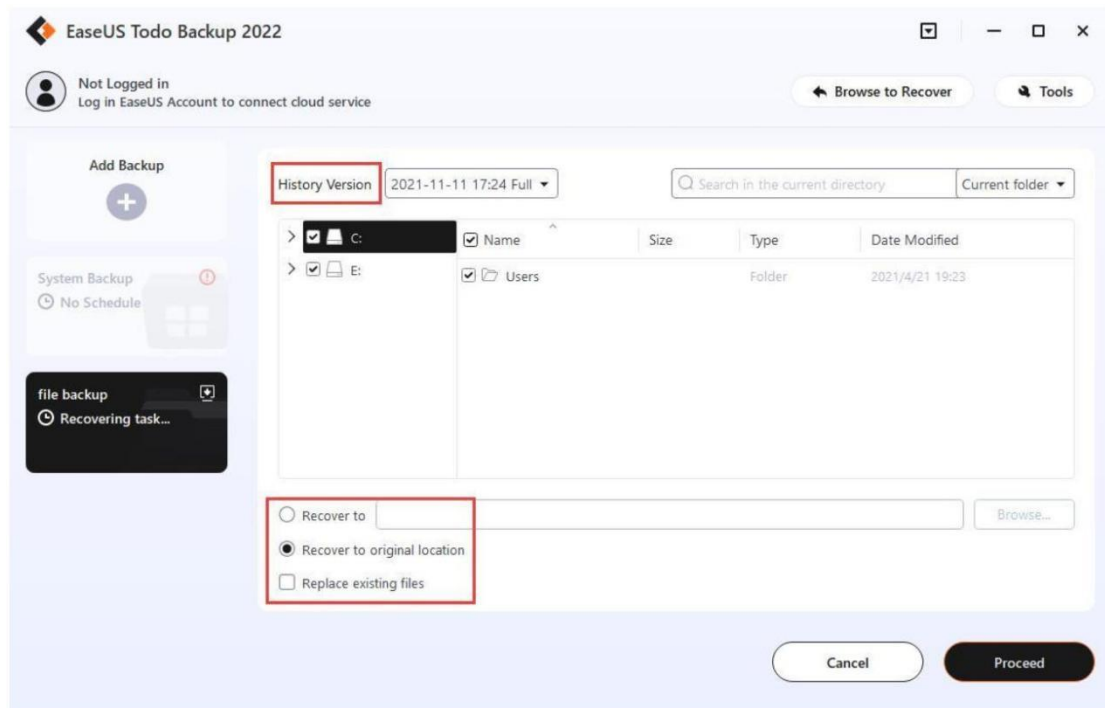 EaseUS Todo Backup 2022
Not Logged in
Log in EaseUS Account to connect cloud service
Browse to Recover
Tools
Add Backup
System Backup
No Schedule
file backup
Recovering task...
History Version
2021-11-11 17:24 Full
Search in the current directory
Current folder
C:
E:
Name
Size
Type
Date Modified
Users
Folder
2021/4/21 19:23
Recover to
Browse...
Recover to original location
Replace existing files
Cancel
Proceed